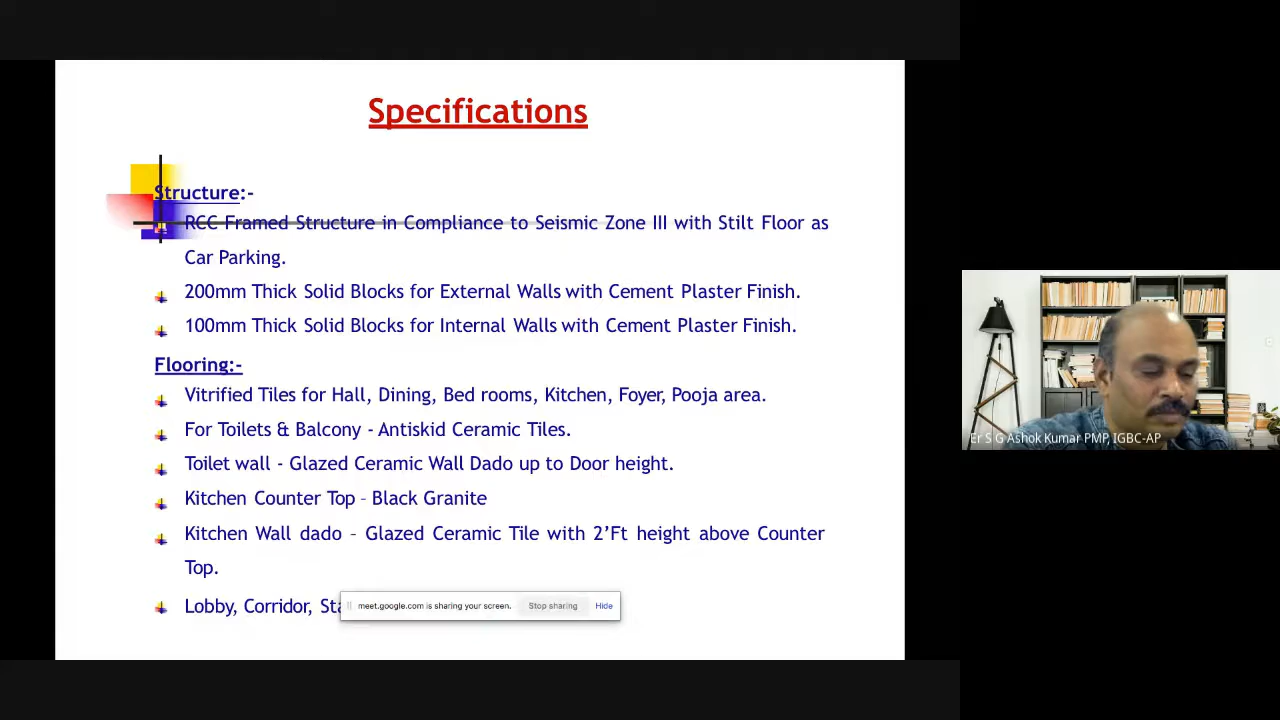 Specifications
Structure:-
RCC Framed Structure in Compliance to Seismic Zone III with Stilt Floor as
Car Parking.
200mm Thick Solid Blocks for External Walls with Cement Plaster Finish.
100mm Thick Solid Blocks for Internal Walls with Cement Plaster Finish.
Flooring:-
Vitrified Tiles for Hall, Dining, Bed rooms, Kitchen, Foyer, Pooja area.
For Toilets & Balcony - Antiskid Ceramic Tiles.
Toilet wall - Glazed Ceramic Wall Dado up to Door height.
Kitchen Counter Top – Black Granite
Kitchen Wall dado – Glazed Ceramic Tile with 2’Ft height above Counter
Top.
Lobby, Corridor,
meet.google.com is sharing your screen. Stop sharing Hide
Er S G Ashok Kumar PMP, IGBC-AP